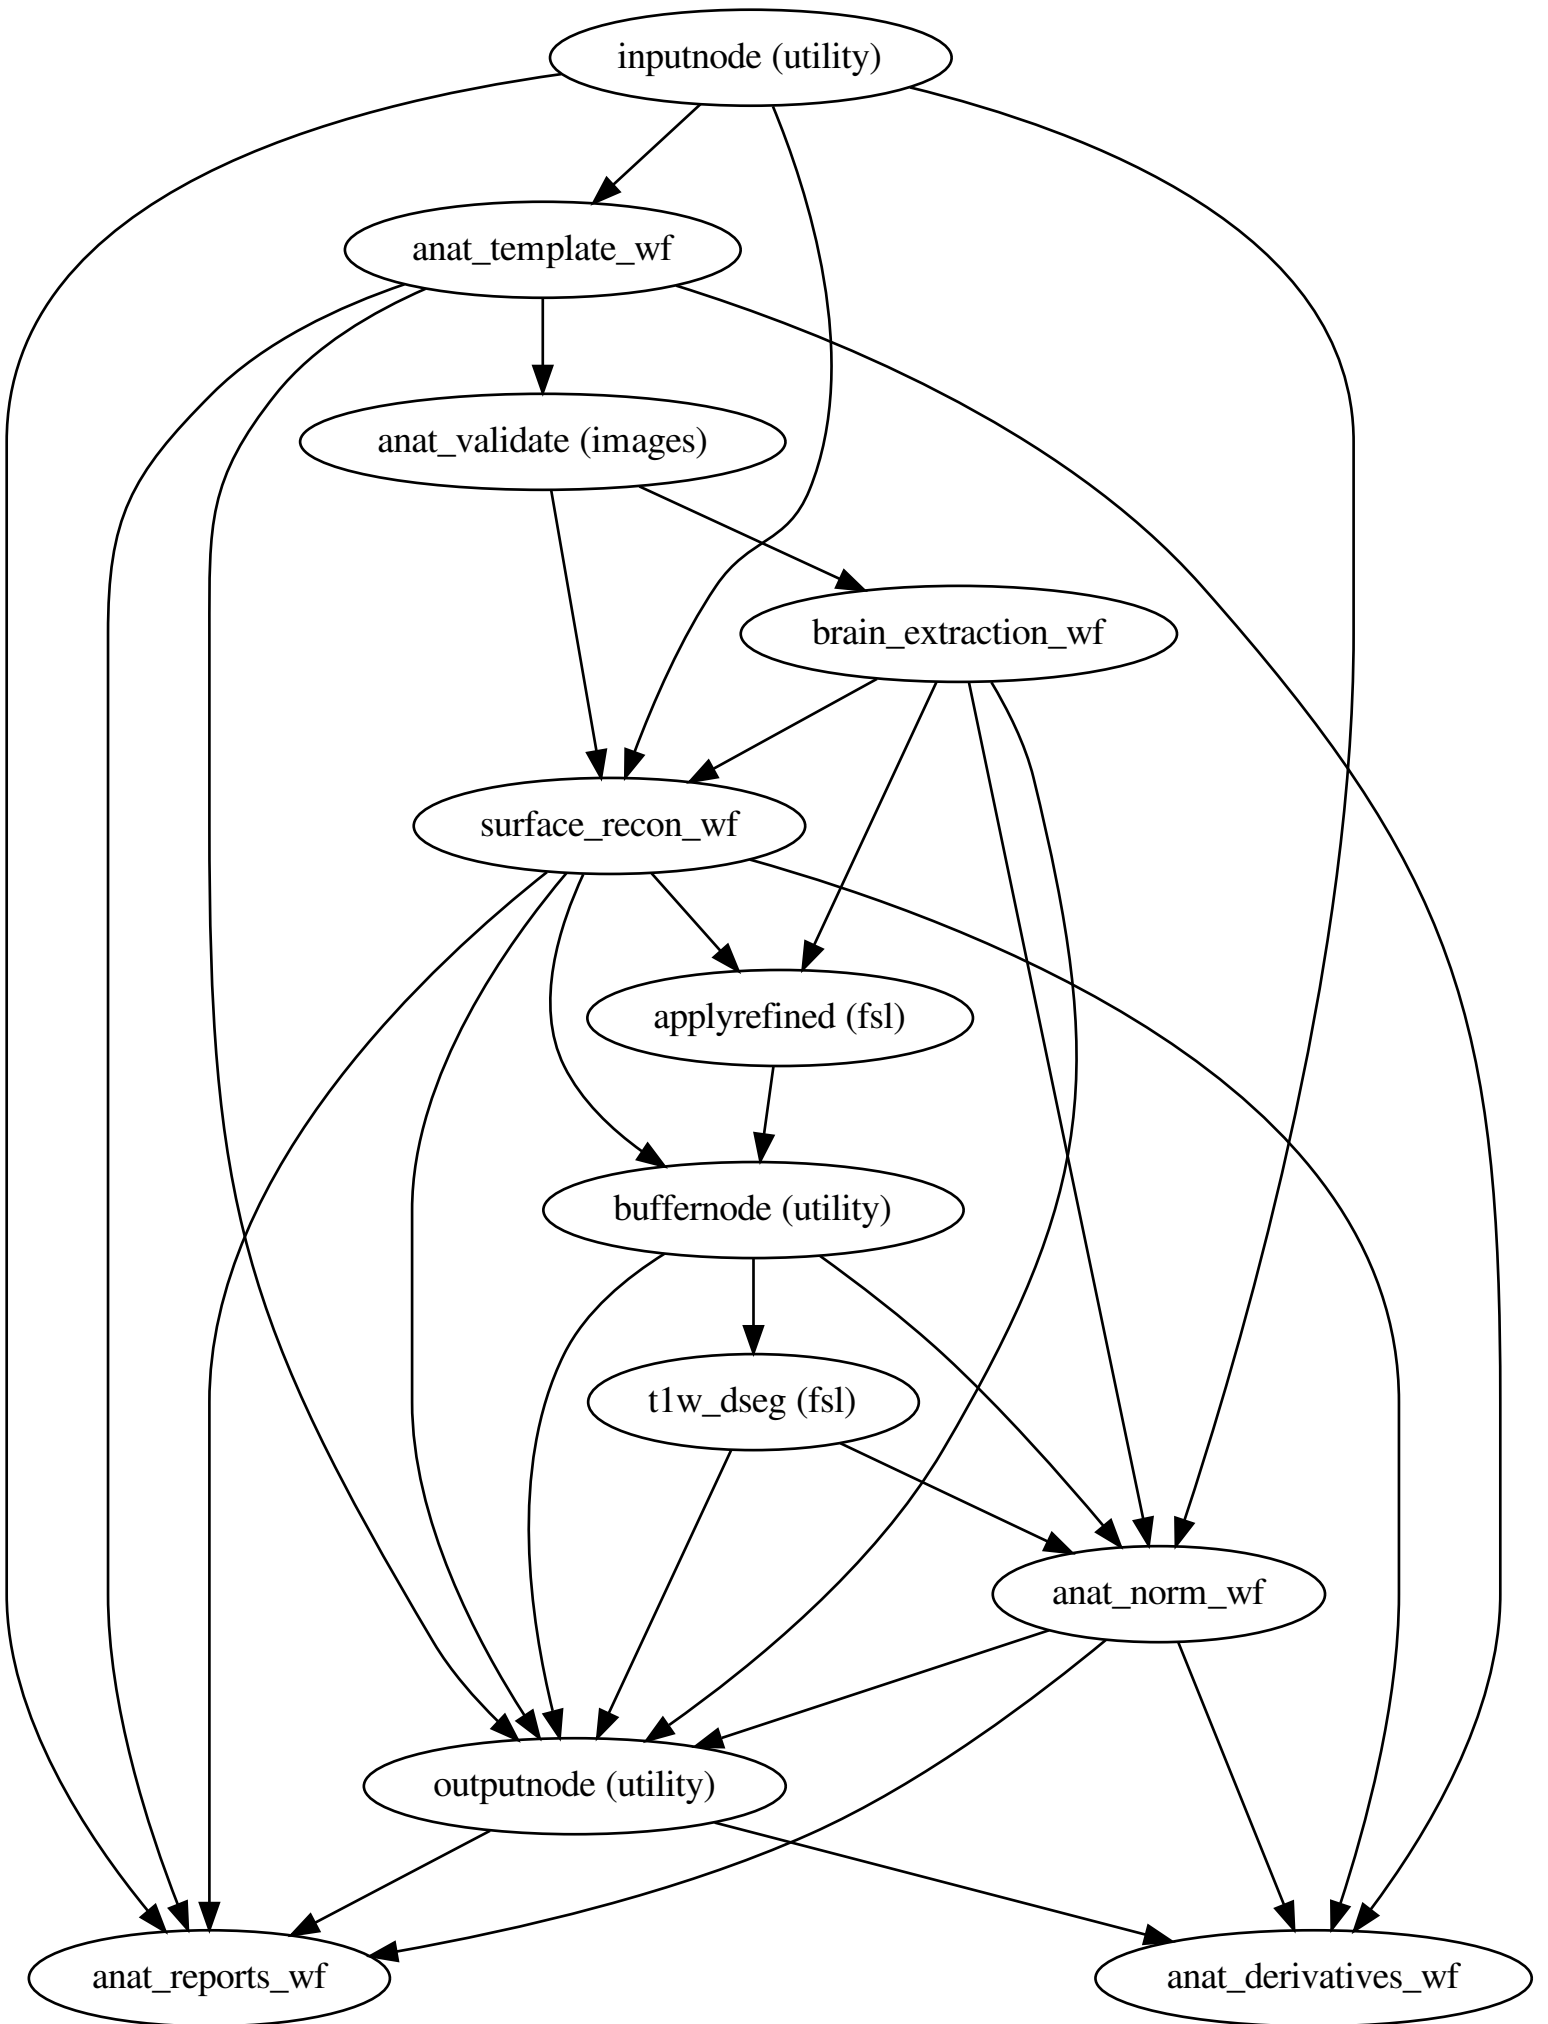 inputnode (utility)
anat_template_wf
anat_validate (images)
brain_extraction_wf
surface_recon_wf
applyrefined (fsl)
buffernode (utility)
t1w_dseg (fsl)
anat_norm_wf
outputnode (utility)
anat_reports_wf
anat_derivatives_wf